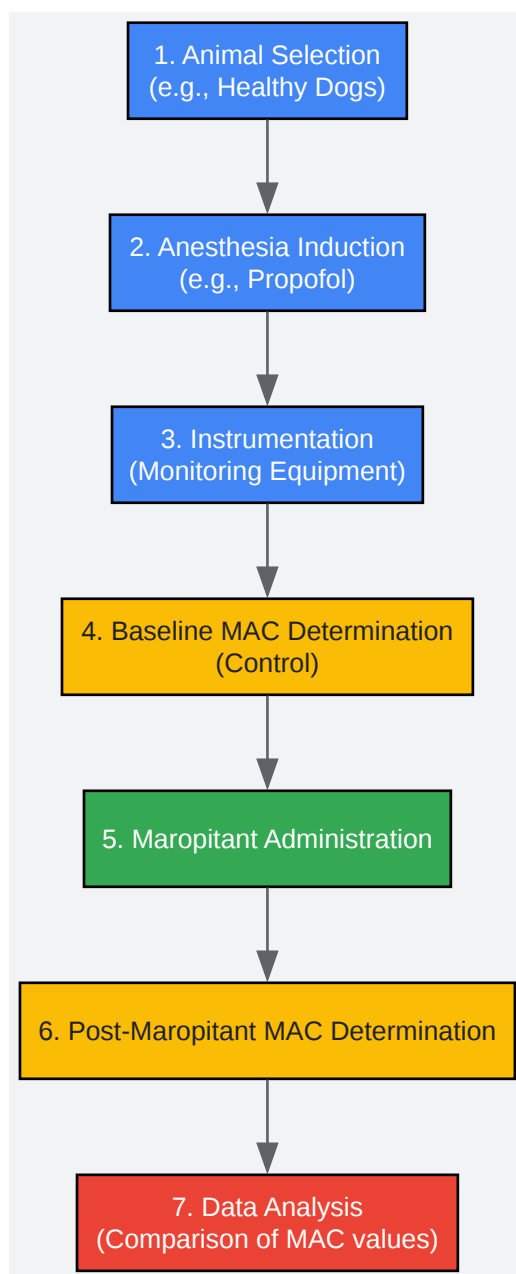 1. Animal Selection
(e.g., Healthy Dogs)
2. Anesthesia Induction
(e.g., Propofol)
3. Instrumentation
(Monitoring Equipment)
4. Baseline MAC Determination
(Control)
5. Maropitant Administration
6. Post-Maropitant MAC Determination
7. Data Analysis
(Comparison of MAC values)